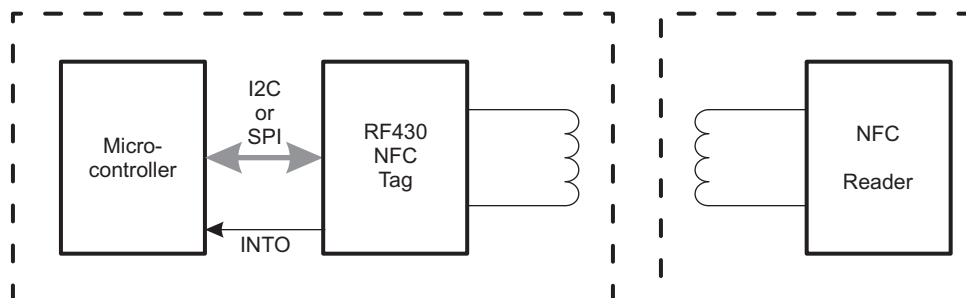 Micro-
controller
I2C
or
SPI
INTO
RF430
NFC
Tag
NFC
Reader